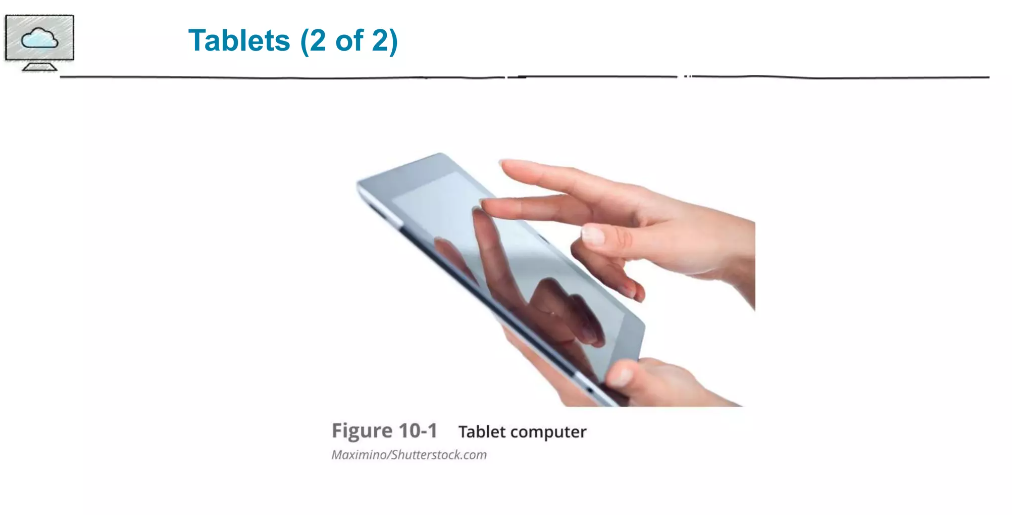 Tablets (2 of 2)
Figure 10-1 Tablet computer
Maximino/Shutterstock.com